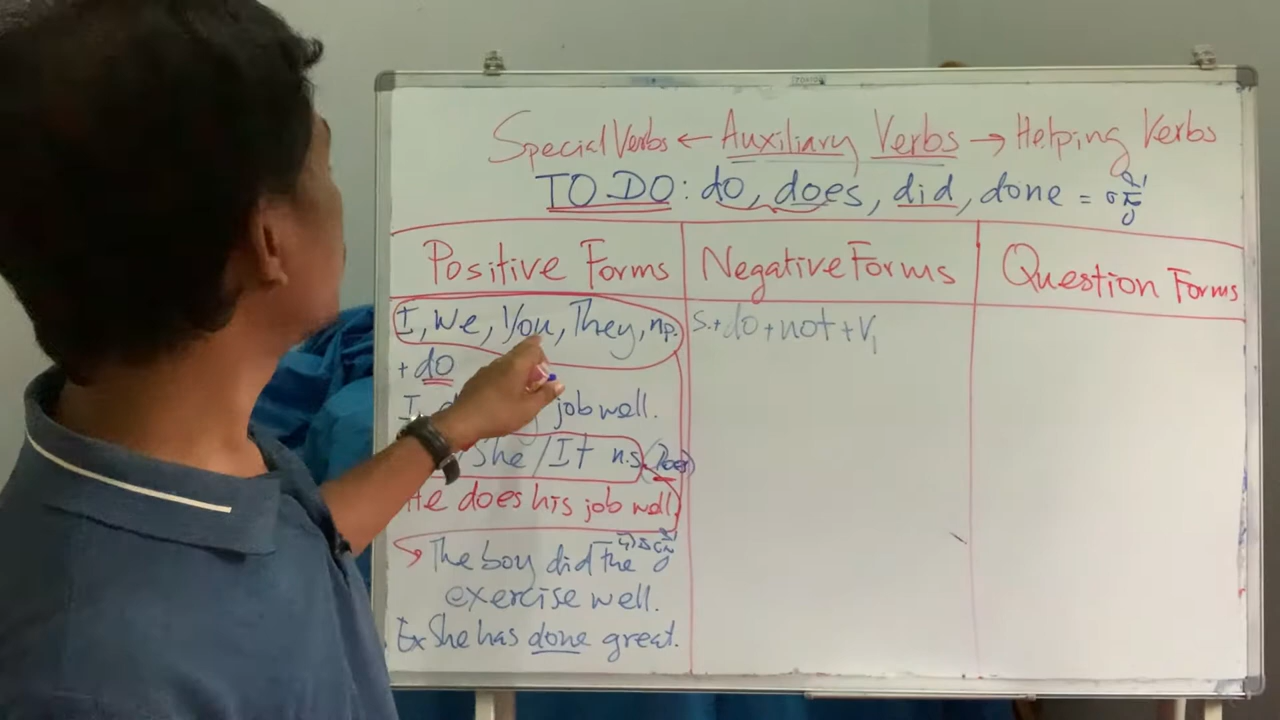 Special Verbs ← Auxiliary Verbs → Helping Verbs
TO DO: do, does, did, done =
Positive Forms
I, We, You, They, np.
+ do
I job well.
She/It n.s (Does)
He does his job well.
The boy did the
exercise well.
Ex She has done great.
Negative Forms
S.+do+not+V1
Question Forms